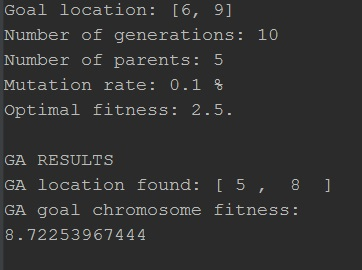 Goal location: [6, 9]
Number of generations: 10
Number of parents: 5
Mutation rate: 0.1 %
Optimal fitness: 2.5.
GA RESULTS
GA location found: [ 5 ,  8  ]
GA goal chromosome fitness:
8.72253967444